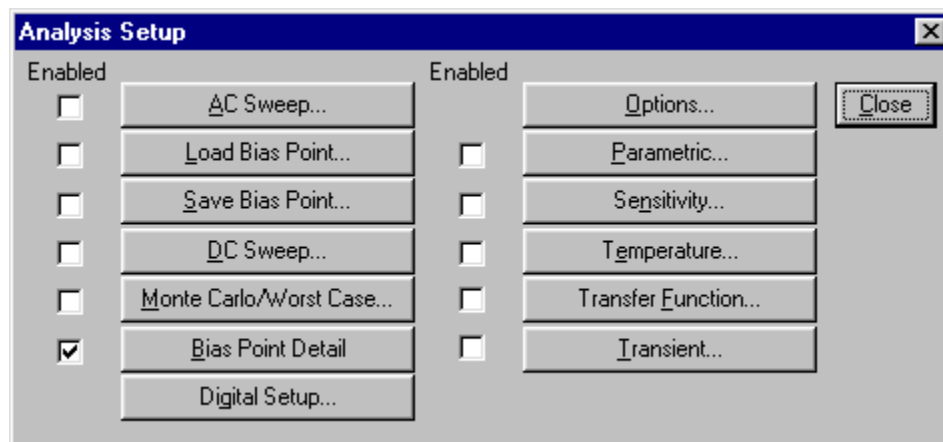 Analysis Setup
Enabled
Enabled
AC Sweep...
Options...
Close
Load Bias Point...
Parametric...
Save Bias Point...
Sensitivity...
DC Sweep...
Temperature...
Monte Carlo/Worst Case...
Transfer Function...
Bias Point Detail
Transient...
Digital Setup...